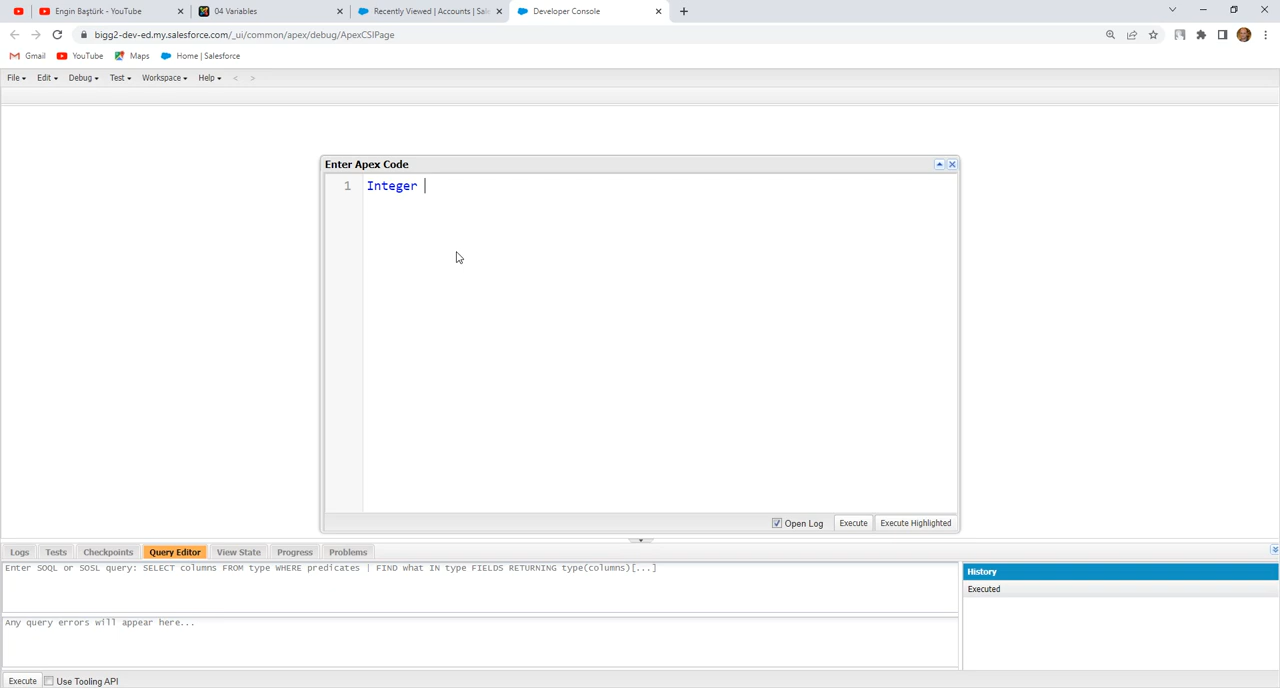 Engin Baştürk - YouTube
04 Variables
Recently Viewed | Accounts | Sal
Developer Console
bigg2-dev-ed.my.salesforce.com/_ui/common/apex/debug/ApexCSIPage
Gmail YouTube Maps Home | Salesforce
File Edit Debug Test Workspace Help < >
Enter Apex Code
1 Integer
Open Log Execute Execute Highlighted
Logs Tests Checkpoints Query Editor View State Progress Problems
Enter SOQL or SOSL query: SELECT columns FROM type WHERE predicates | FIND what IN type FIELDS RETURNING type(columns)[...]
History
Executed
Any query errors will appear here...
Execute Use Tooling API